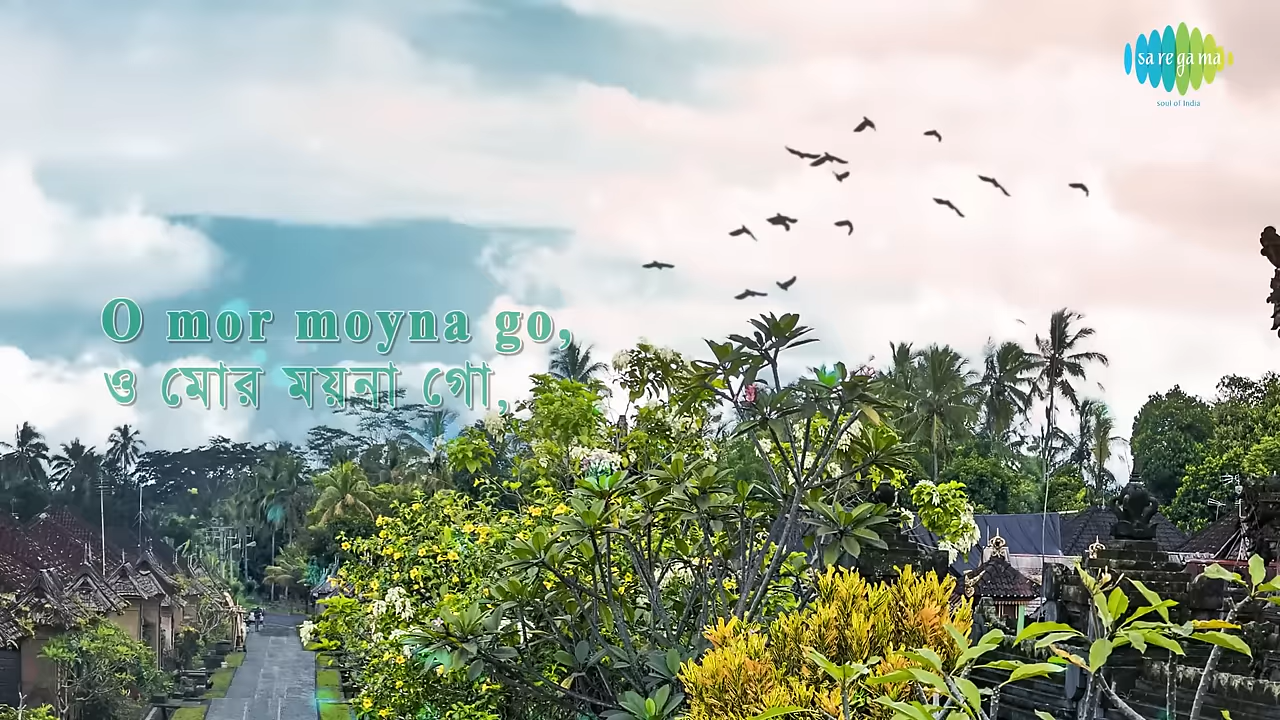 sa re ga ma
soul of India
O mor moyna go,
ও মোর ময়না গো,